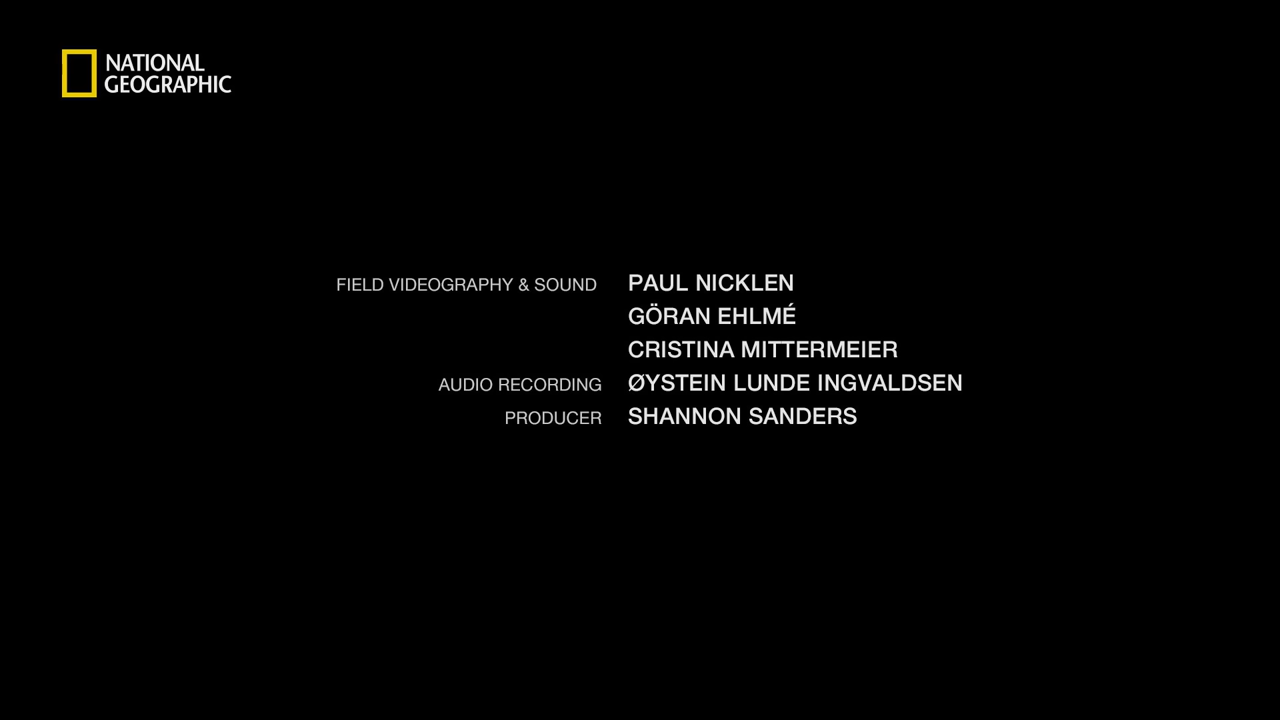 NATIONAL
GEOGRAPHIC
FIELD VIDEOGRAPHY & SOUND PAUL NICKLEN
GÖRAN EHLMÉ
CRISTINA MITTERMEIER
AUDIO RECORDING ØYSTEIN LUNDE INGVALDSEN
PRODUCER SHANNON SANDERS